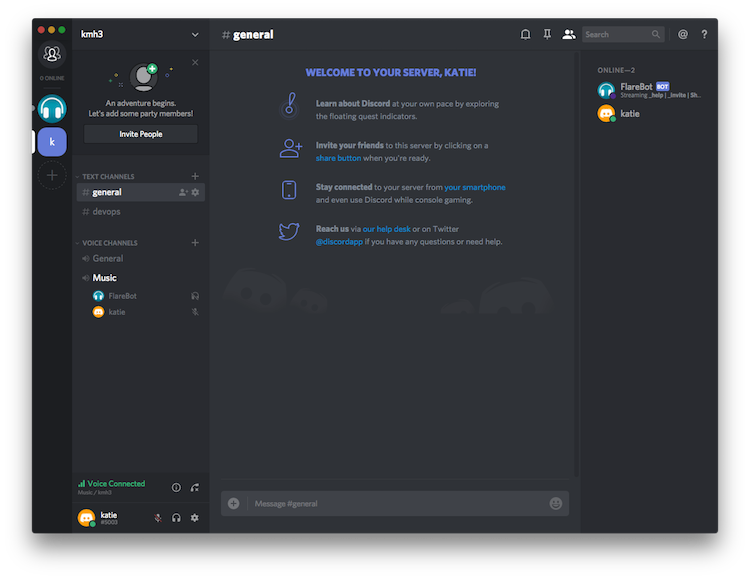 kmh3
# general
Search
@
?
0 ONLINE
An adventure begins.
Let's add some party members!
Invite People
k
TEXT CHANNELS
# general
# devops
VOICE CHANNELS
General
Music
FlareBot
katie
Voice Connected
Music / kmh3
katie
#5003
WELCOME TO YOUR SERVER, KATIE!
Learn about Discord at your own pace by exploring
the floating quest indicators.
Invite your friends to this server by clicking on a
share button when you're ready.
Stay connected to your server from your smartphone
and even use Discord while console gaming.
Reach us via our help desk or on Twitter
@discordapp if you have any questions or need help.
Message #general
ONLINE—2
FlareBot BOT
Streaming _help | _invite | Sh...
katie